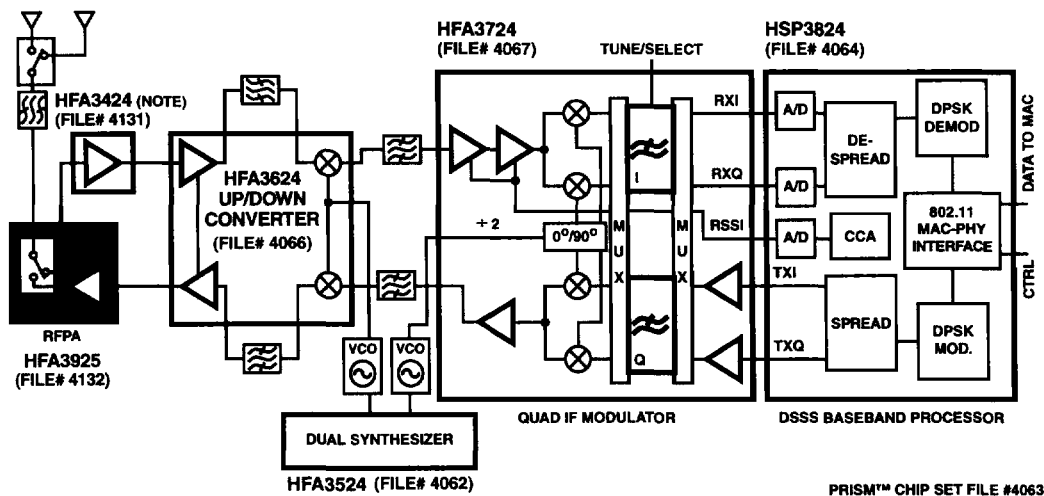 HFA3424 (NOTE)
(FILE# 4131)
HFA3624
UP/DOWN
CONVERTER
(FILE# 4066)
RFPA
HFA3925
(FILE# 4132)
VCO
VCO
DUAL SYNTHESIZER
HFA3524 (FILE# 4062)
HFA3724
(FILE# 4067)
TUNE/SELECT
÷ 2
0°/90°
M
U
X
I
Q
M
U
X
RXI
RXQ
RSSI
TXI
TXQ
QUAD IF MODULATOR
HSP3824
(FILE# 4064)
A/D
A/D
A/D
DE-
SPREAD
CCA
SPREAD
DPSK
DEMOD
802.11
MAC-PHY
INTERFACE
DPSK
MOD.
DATA TO MAC
CTRL
DSSS BASEBAND PROCESSOR
PRISM™ CHIP SET FILE #4063